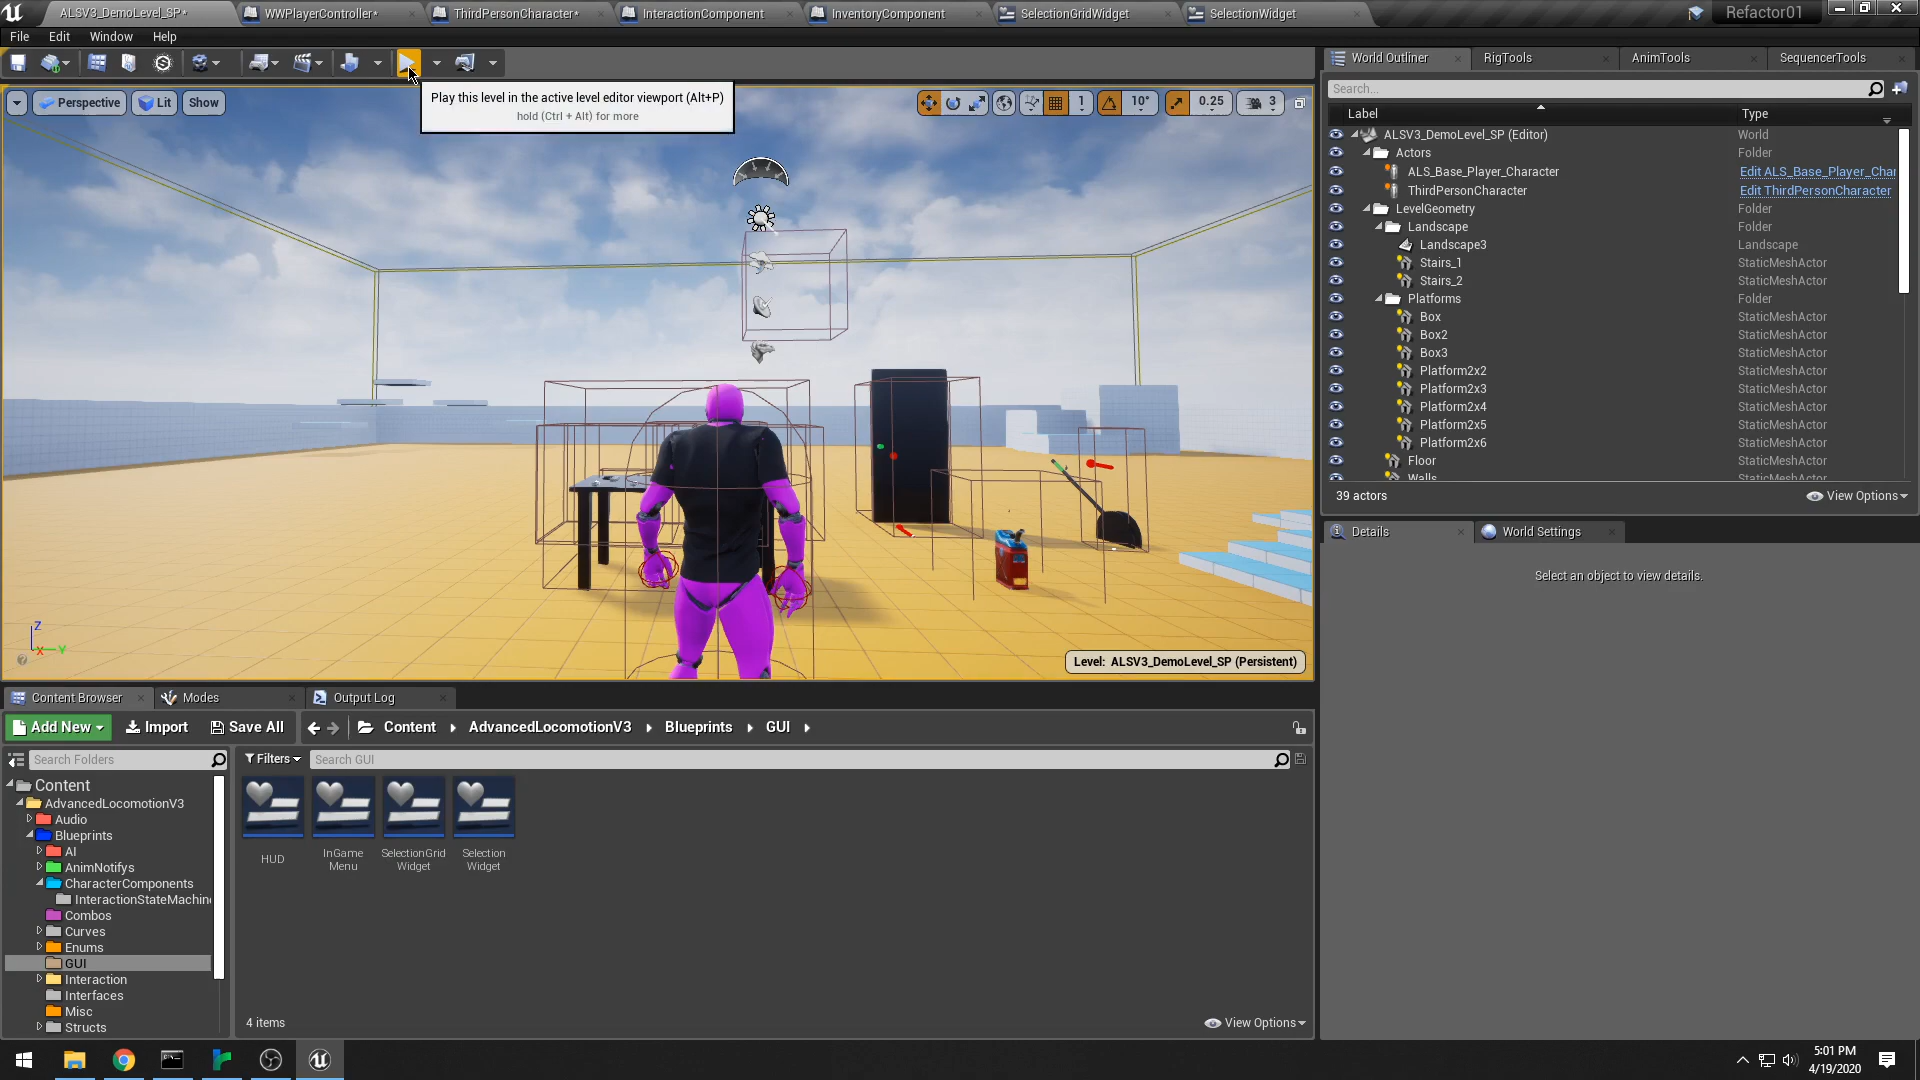 ALSV3_DemoLevel_SP*
WWPlayerController*
ThirdPersonCharacter*
InteractionComponent
InventoryComponent
SelectionGridWidget
SelectionWidget
Refactor01
File Edit Window Help
Play this level in the active level editor viewport (Alt+P)
hold (Ctrl + Alt) for more
Perspective Lit Show
1 10° 0.25 3
Level: ALSV3_DemoLevel_SP (Persistent)
World Outliner RigTools AnimTools SequencerTools
Search...
Label Type
ALSV3_DemoLevel_SP (Editor) World
Actors Folder
ALS_Base_Player_Character Edit ALS_Base_Player_Char
ThirdPersonCharacter Edit ThirdPersonCharacter
LevelGeometry Folder
Landscape Folder
Landscape3 Landscape
Stairs_1 StaticMeshActor
Stairs_2 StaticMeshActor
Platforms Folder
Box StaticMeshActor
Box2 StaticMeshActor
Box3 StaticMeshActor
Platform2x2 StaticMeshActor
Platform2x3 StaticMeshActor
Platform2x4 StaticMeshActor
Platform2x5 StaticMeshActor
Platform2x6 StaticMeshActor
Floor StaticMeshActor
Walls StaticMeshActor
39 actors View Options
Details World Settings
Select an object to view details.
Content Browser Modes Output Log
Add New Import Save All Content AdvancedLocomotionV3 Blueprints GUI
Search Folders
Filters Search GUI
Content
AdvancedLocomotionV3
Audio
Blueprints
AI
AnimNotifys
CharacterComponents
InteractionStateMachin
Combos
Curves
Enums
GUI
Interaction
Interfaces
Misc
Structs
HUD
InGame
Menu
SelectionGrid
Widget
Selection
Widget
4 items View Options
X Y Z
5:01 PM
4/19/2020